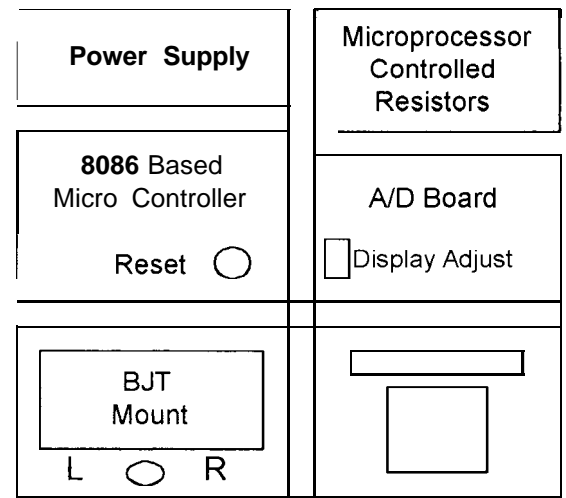 Power Supply
Microprocessor
Controlled
Resistors
8086 Based
Micro Controller
Reset
A/D Board
Display Adjust
BJT
Mount
L R